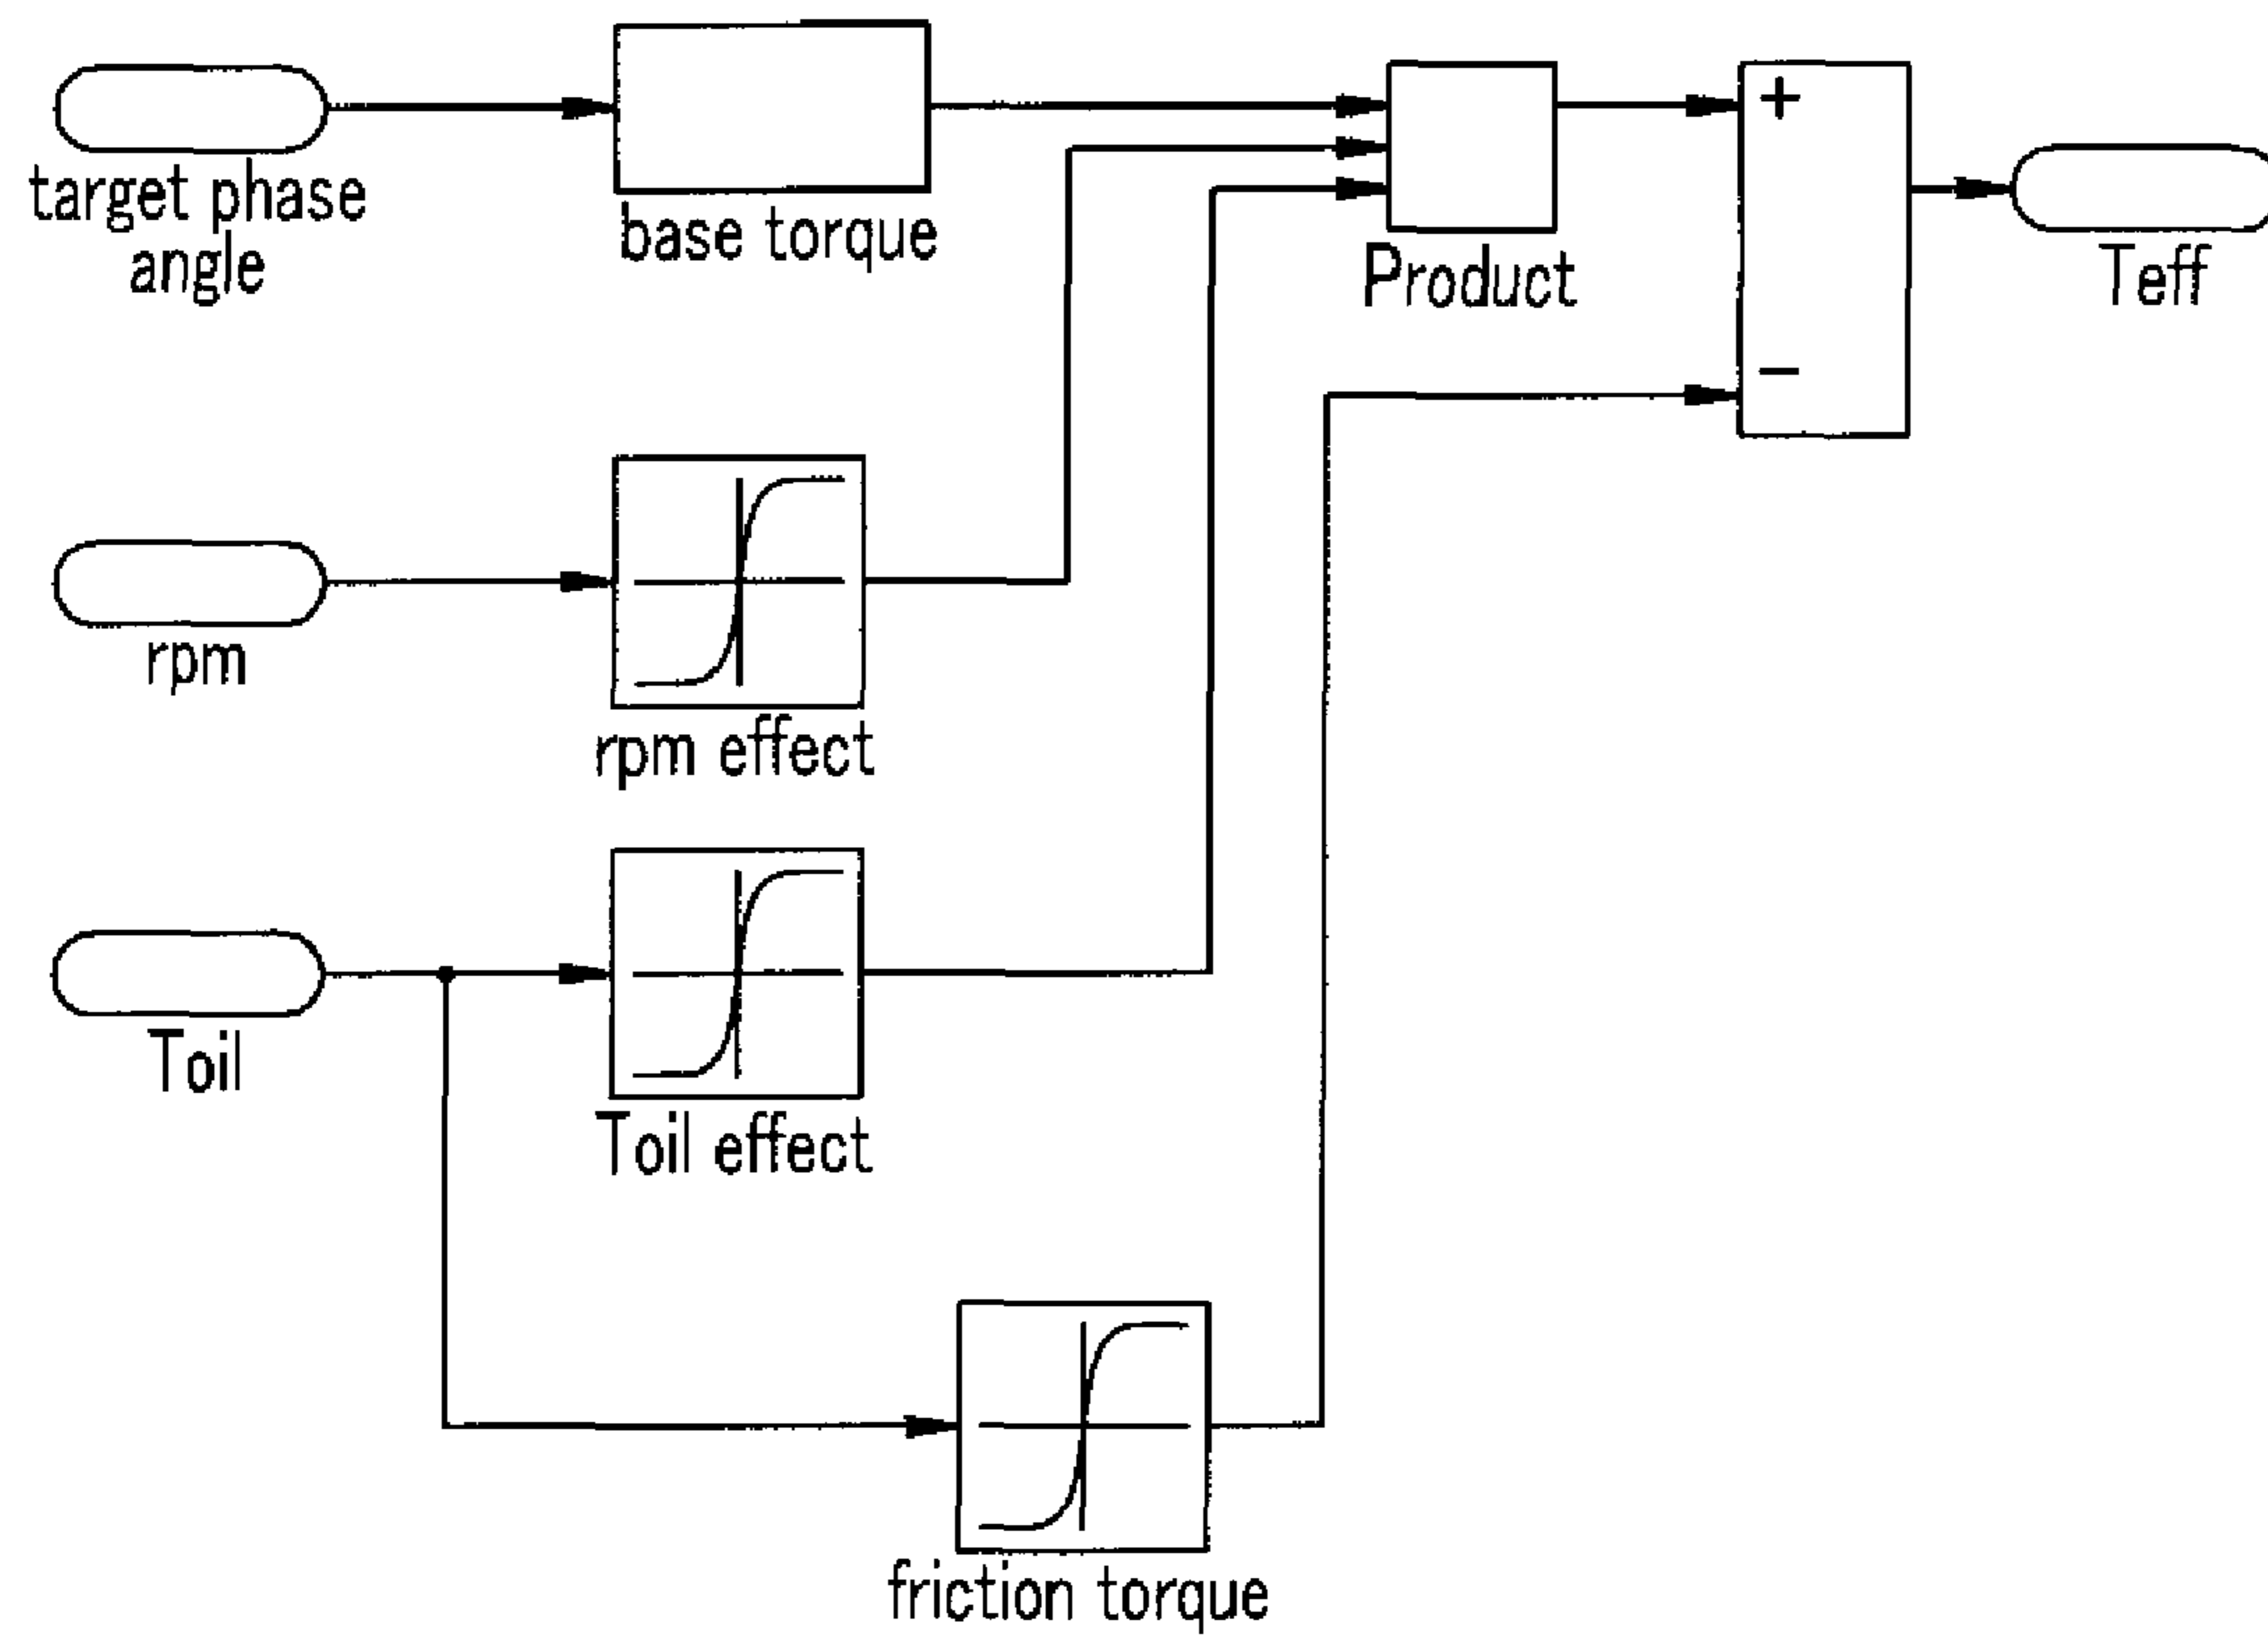 target phase
angle
base torque
Product
+
−
Teff
rpm
rpm effect
Toil
Toil effect
friction torque